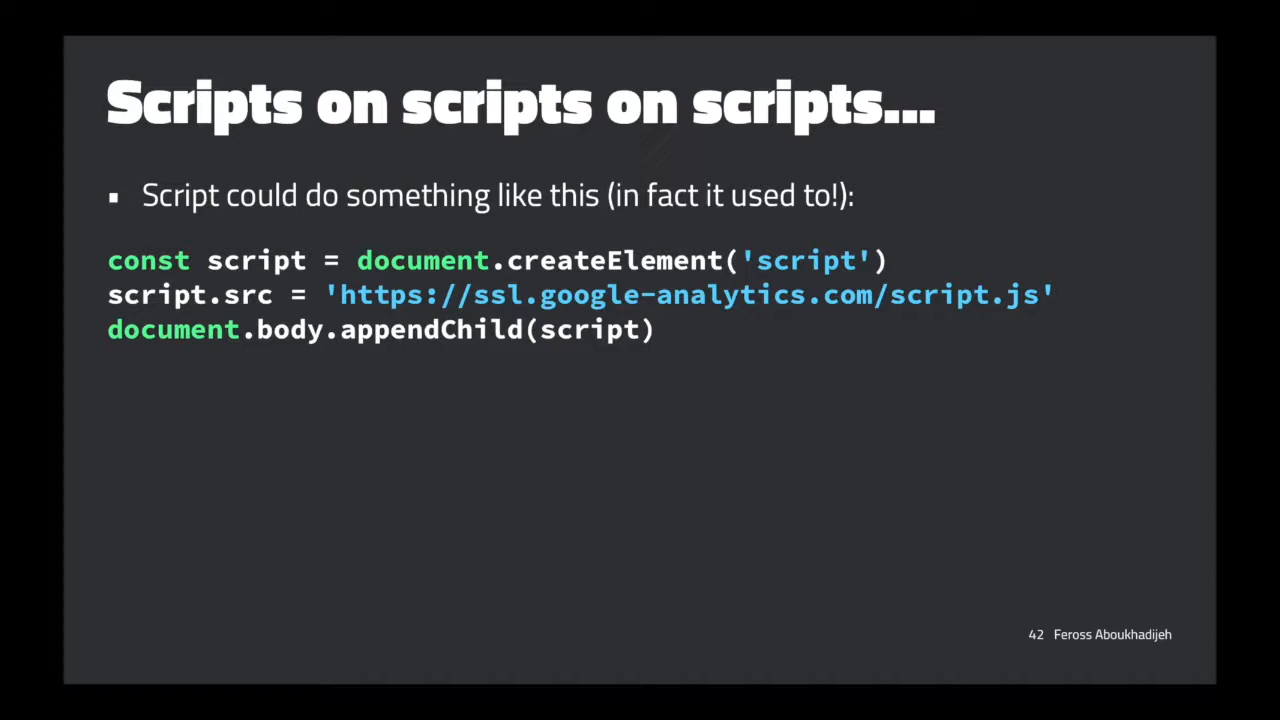 Scripts on scripts on scripts...
▪ Script could do something like this (in fact it used to!):
const script = document.createElement('script')
script.src = 'https://ssl.google-analytics.com/script.js'
document.body.appendChild(script)
42 Feross Aboukhadijeh